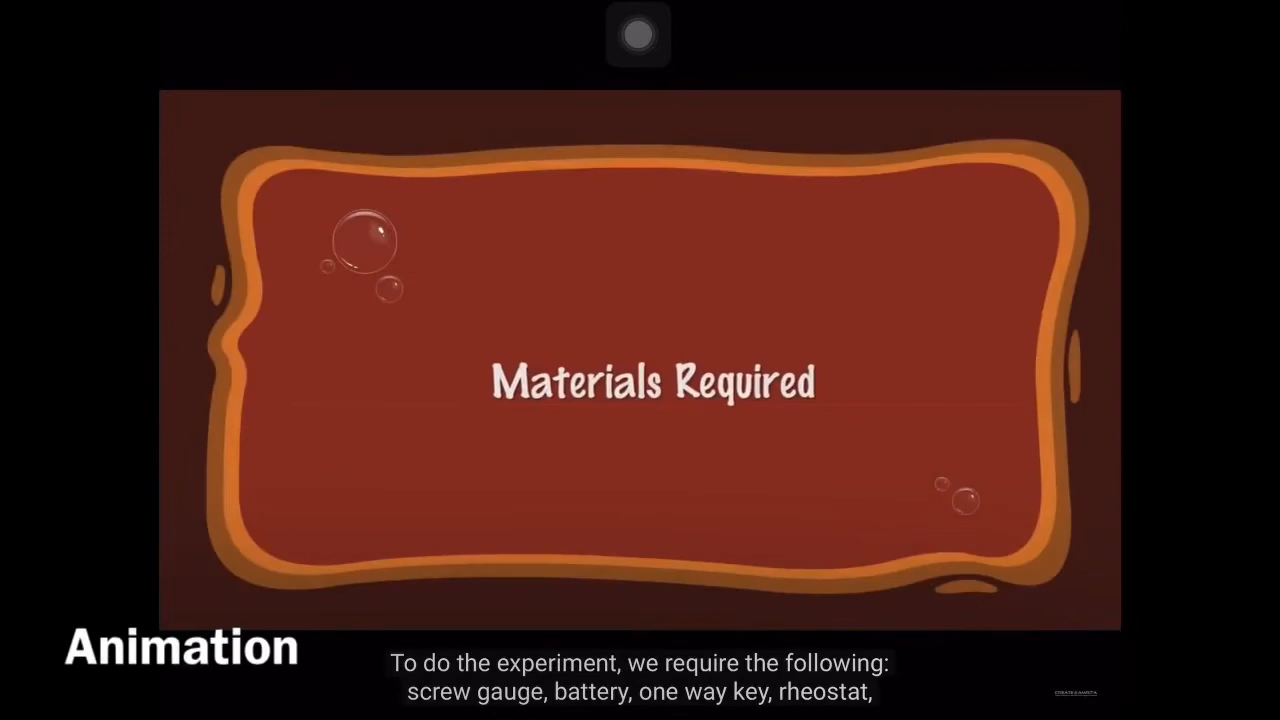 Materials Required
Animation
To do the experiment, we require the following:
screw gauge, battery, one way key, rheostat,